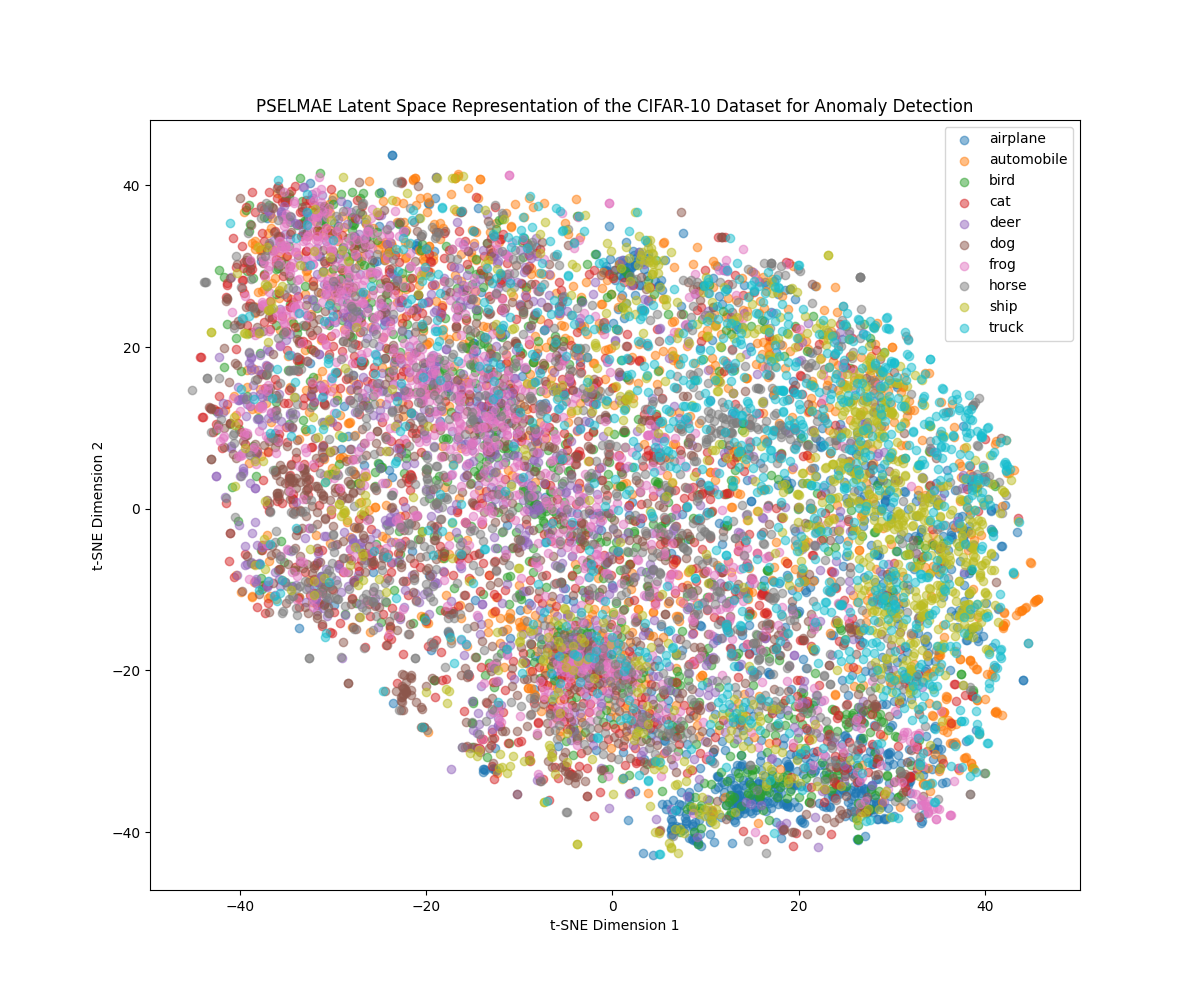 PSELMAE Latent Space Representation of the CIFAR-10 Dataset for Anomaly Detection
airplane
automobile
bird
cat
deer
dog
frog
horse
ship
truck
40
20
0
−20
−40
t-SNE Dimension 2
−40 −20 0 20 40
t-SNE Dimension 1